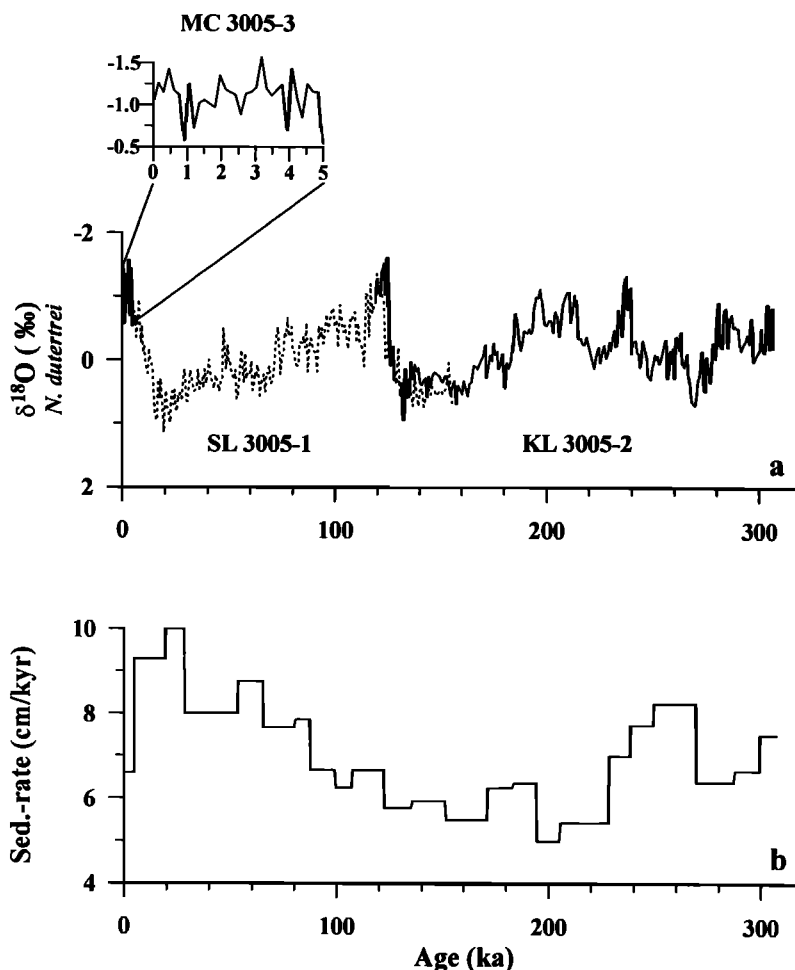 MC 3005-3
-1.5
-1.0
-0.5
0 1 2 3 4 5
-2
0
2
δ18O (‰)
N. dutertrei
SL 3005-1
KL 3005-2
a
0 100 200 300
10
8
6
4
Sed.-rate (cm/kyr)
b
0 100 200 300
Age (ka)